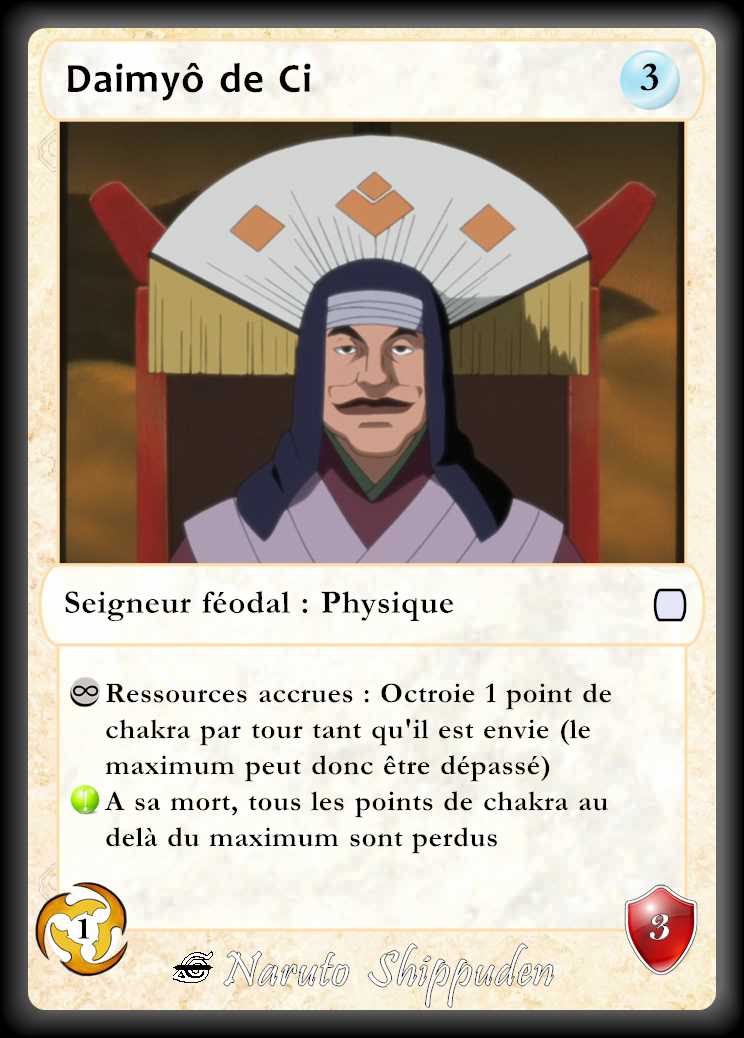 Daimyô de Ci
3
Seigneur féodal : Physique
Ressources accrues : Octroie 1 point de
chakra par tour tant qu'il est envie (le
maximum peut donc être dépassé)
A sa mort, tous les points de chakra au
delà du maximum sont perdus
1
3
Naruto Shippuden